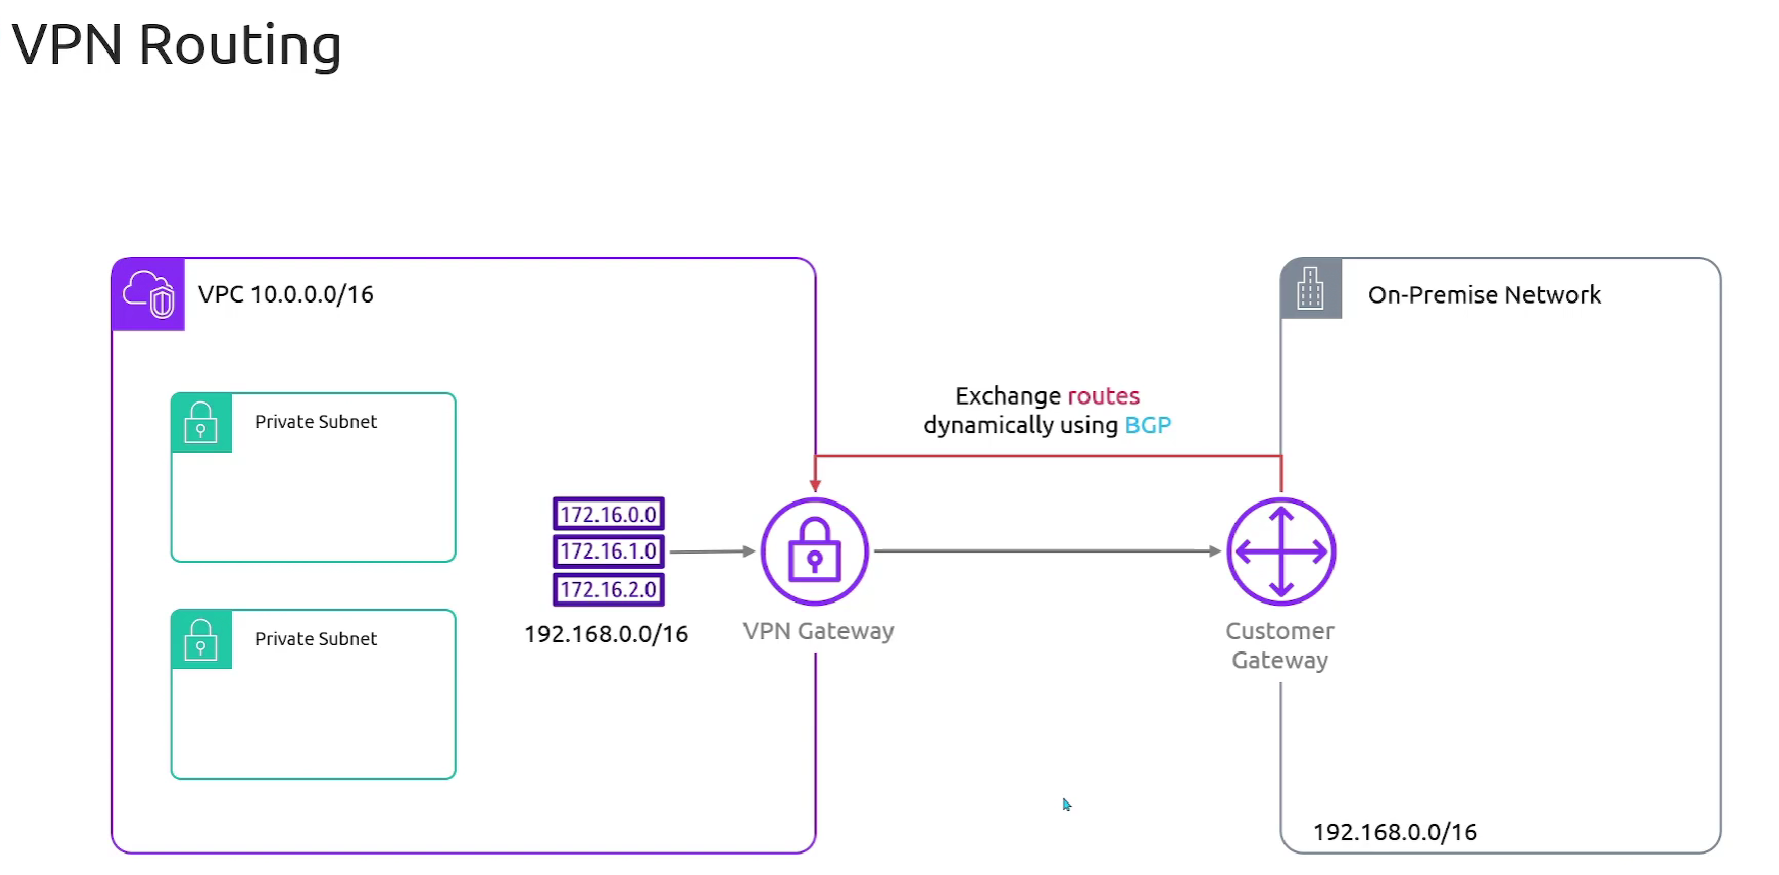 VPN Routing
VPC 10.0.0.0/16
On-Premise Network
Exchange routes
dynamically using BGP
Private Subnet
172.16.0.0
172.16.1.0
172.16.2.0
192.168.0.0/16
VPN Gateway
Customer
Gateway
Private Subnet
192.168.0.0/16